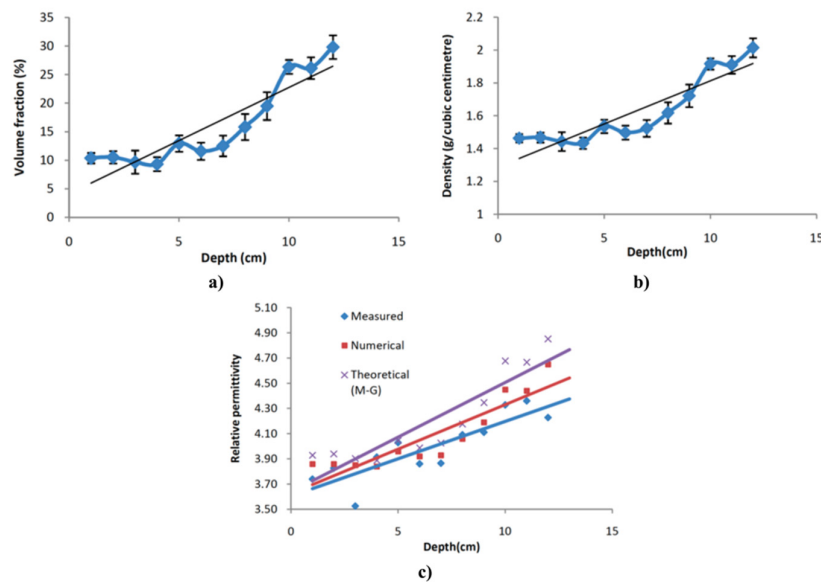 35
30
25
20
15
10
5
0
Volume fraction (%)
0 5 10 15
Depth (cm)
a)
2.2
2
1.8
1.6
1.4
1.2
1
Density (g/cubic centimetre)
0 5 10 15
Depth(cm)
b)
5.10
4.90
4.70
4.50
4.30
4.10
3.90
3.70
3.50
Relative permittivity
Measured
Numerical
Theoretical
(M-G)
0 5 10 15
Depth(cm)
c)